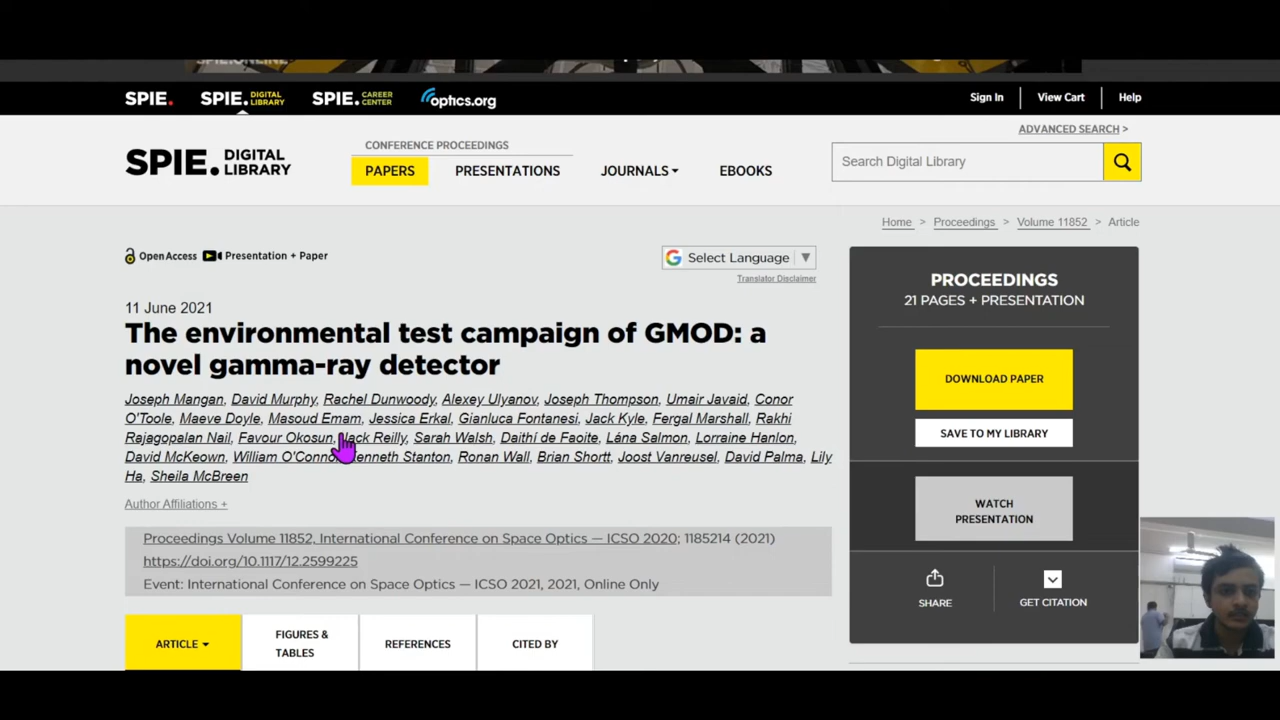 SPIE.ONLINE
SPIE. SPIE. DIGITAL LIBRARY SPIE. CAREER CENTER optics.org Sign In View Cart Help
ADVANCED SEARCH >
CONFERENCE PROCEEDINGS
SPIE. DIGITAL LIBRARY PAPERS PRESENTATIONS JOURNALS EBOOKS Search Digital Library
Home > Proceedings > Volume 11852 > Article
Open Access Presentation + Paper
Select Language
Translator Disclaimer
11 June 2021
The environmental test campaign of GMOD: a
novel gamma-ray detector
Joseph Mangan, David Murphy, Rachel Dunwoody, Alexey Ulyanov, Joseph Thompson, Umair Javaid, Conor
O'Toole, Maeve Doyle, Masoud Emam, Jessica Erkal, Gianluca Fontanesi, Jack Kyle, Fergal Marshall, Rakhi
Rajagopalan Nail, Favour Okosun, Jack Reilly, Sarah Walsh, Daithí de Faoite, Lána Salmon, Lorraine Hanlon,
David McKeown, William O'Connor, Kenneth Stanton, Ronan Wall, Brian Shortt, Joost Vanreusel, David Palma, Lily
Ha, Sheila McBreen
Author Affiliations +
Proceedings Volume 11852, International Conference on Space Optics — ICSO 2020; 1185214 (2021)
https://doi.org/10.1117/12.2599225
Event: International Conference on Space Optics — ICSO 2021, 2021, Online Only
ARTICLE
FIGURES &
TABLES
REFERENCES
CITED BY
PROCEEDINGS
21 PAGES + PRESENTATION
DOWNLOAD PAPER
SAVE TO MY LIBRARY
WATCH
PRESENTATION
SHARE
GET CITATION